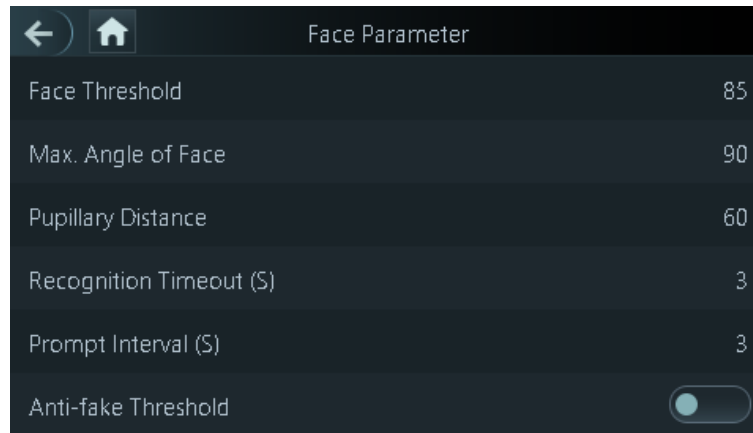 Face Parameter
Face Threshold 85
Max. Angle of Face 90
Pupillary Distance 60
Recognition Timeout (S) 3
Prompt Interval (S) 3
Anti-fake Threshold